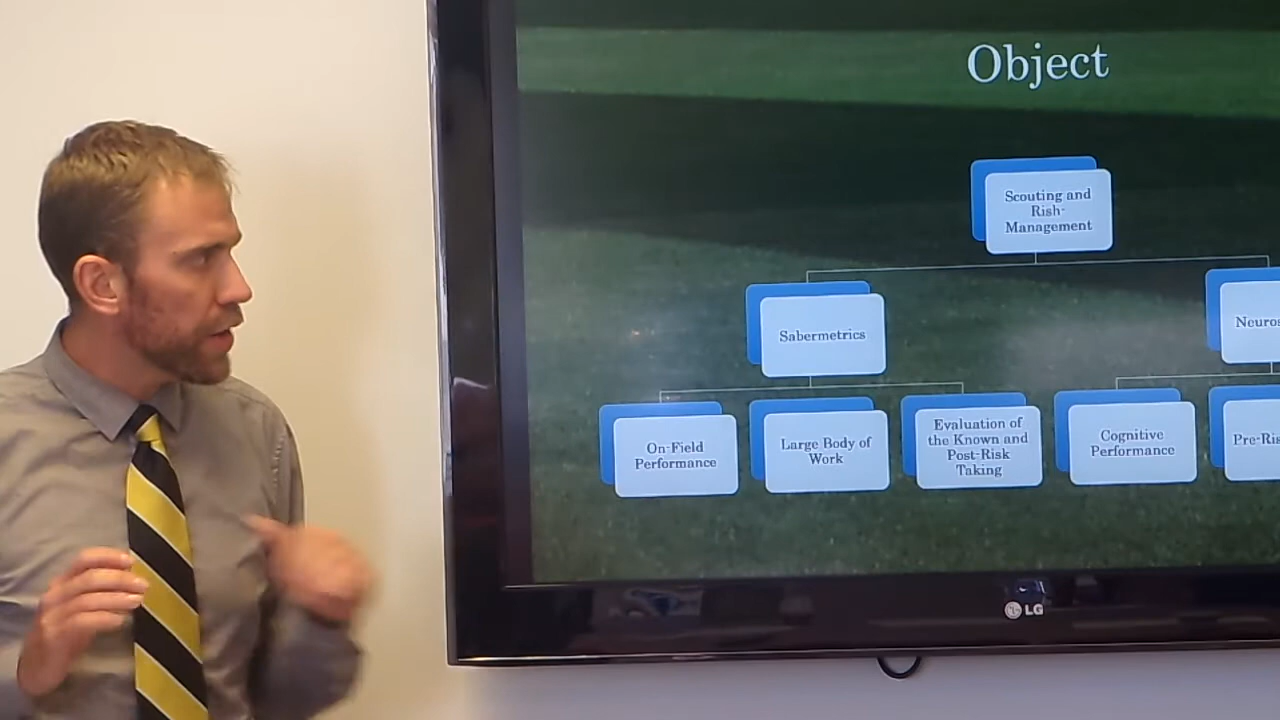 Object
Scouting and
Rish-
Management
Sabermetrics
On-Field
Performance
Large Body of
Work
Evaluation of
the Known and
Post-Risk
Taking
Cognitive
Performance
LG